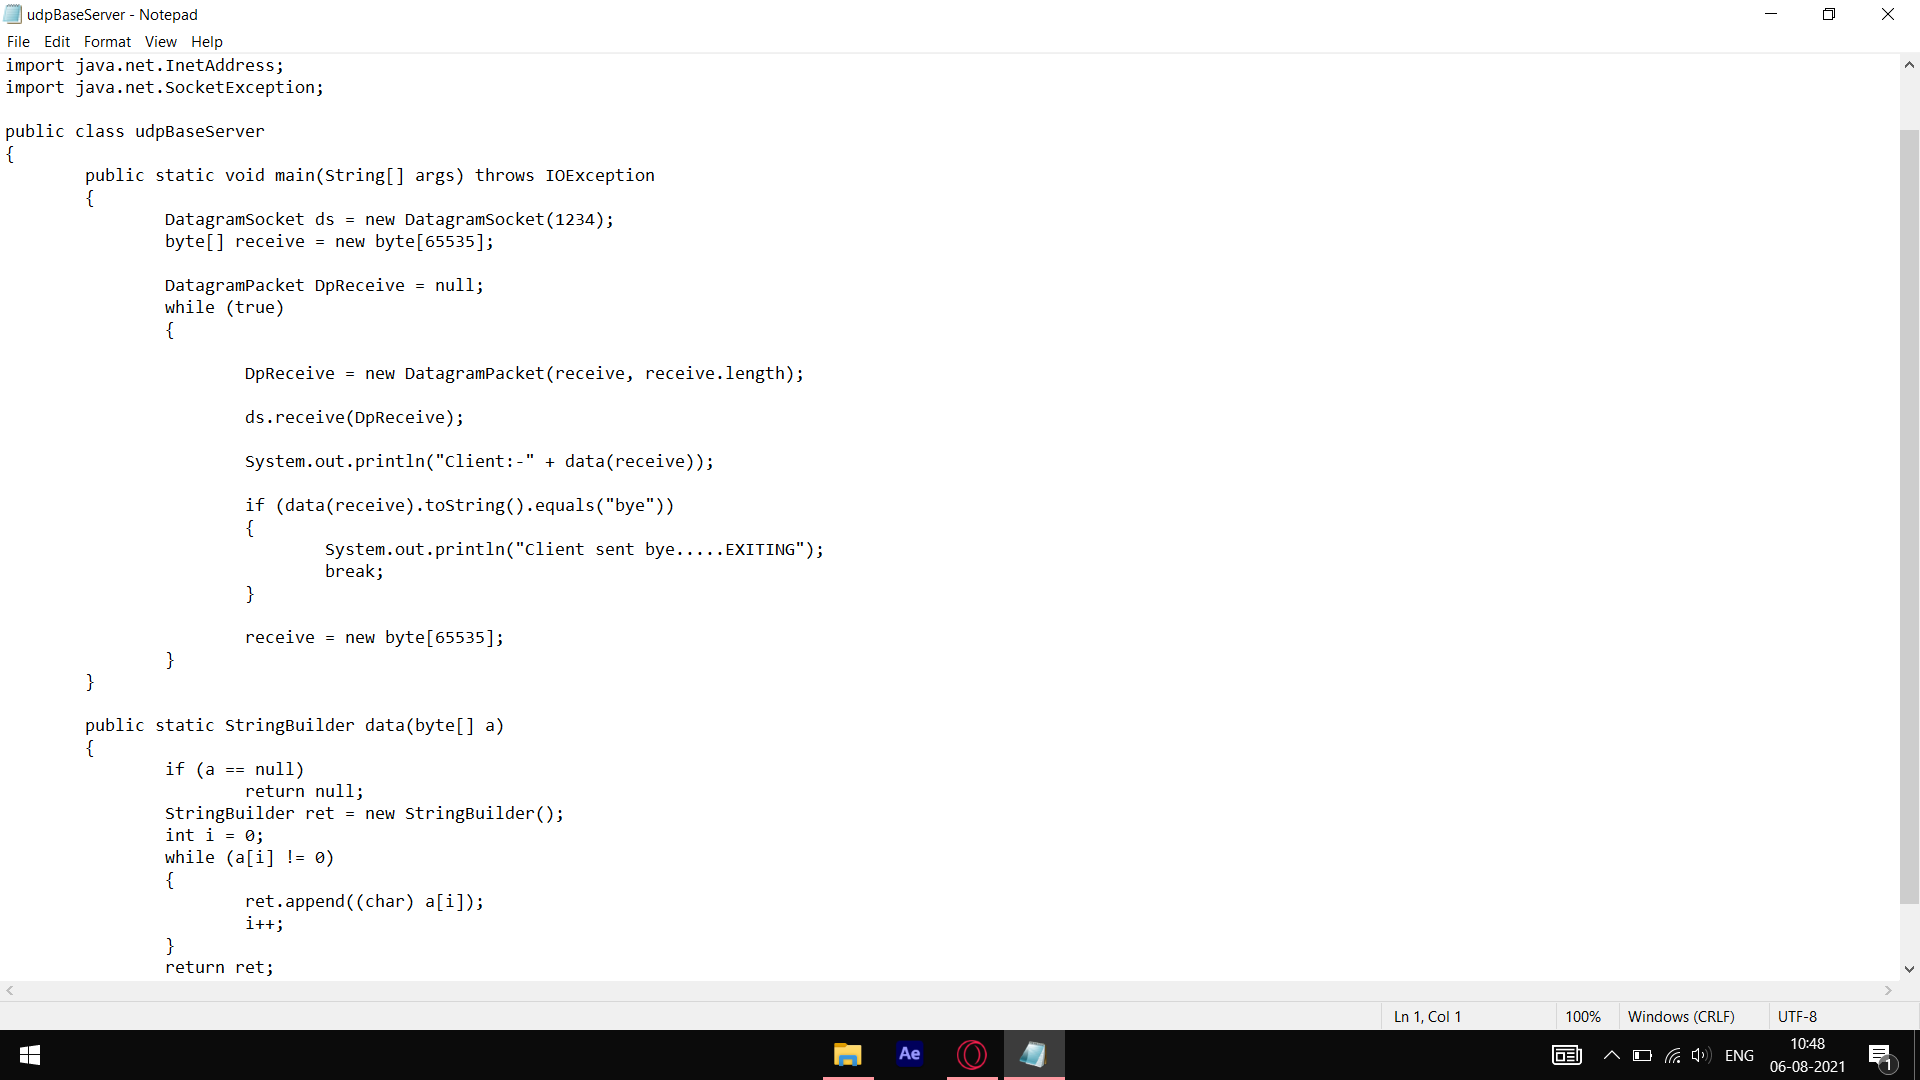 udpBaseServer - Notepad
File Edit Format View Help
import java.net.InetAddress;
import java.net.SocketException;
public class udpBaseServer
{
public static void main(String[] args) throws IOException
{
DatagramSocket ds = new DatagramSocket(1234);
byte[] receive = new byte[65535];
DatagramPacket DpReceive = null;
while (true)
{
DpReceive = new DatagramPacket(receive, receive.length);
ds.receive(DpReceive);
System.out.println("Client:-" + data(receive));
if (data(receive).toString().equals("bye"))
{
System.out.println("Client sent bye.....EXITING");
break;
}
receive = new byte[65535];
}
}
public static StringBuilder data(byte[] a)
{
if (a == null)
return null;
StringBuilder ret = new StringBuilder();
int i = 0;
while (a[i] != 0)
{
ret.append((char) a[i]);
i++;
}
return ret;
Ln 1, Col 1 100% Windows (CRLF) UTF-8
Ae ENG 10:48
06-08-2021 1